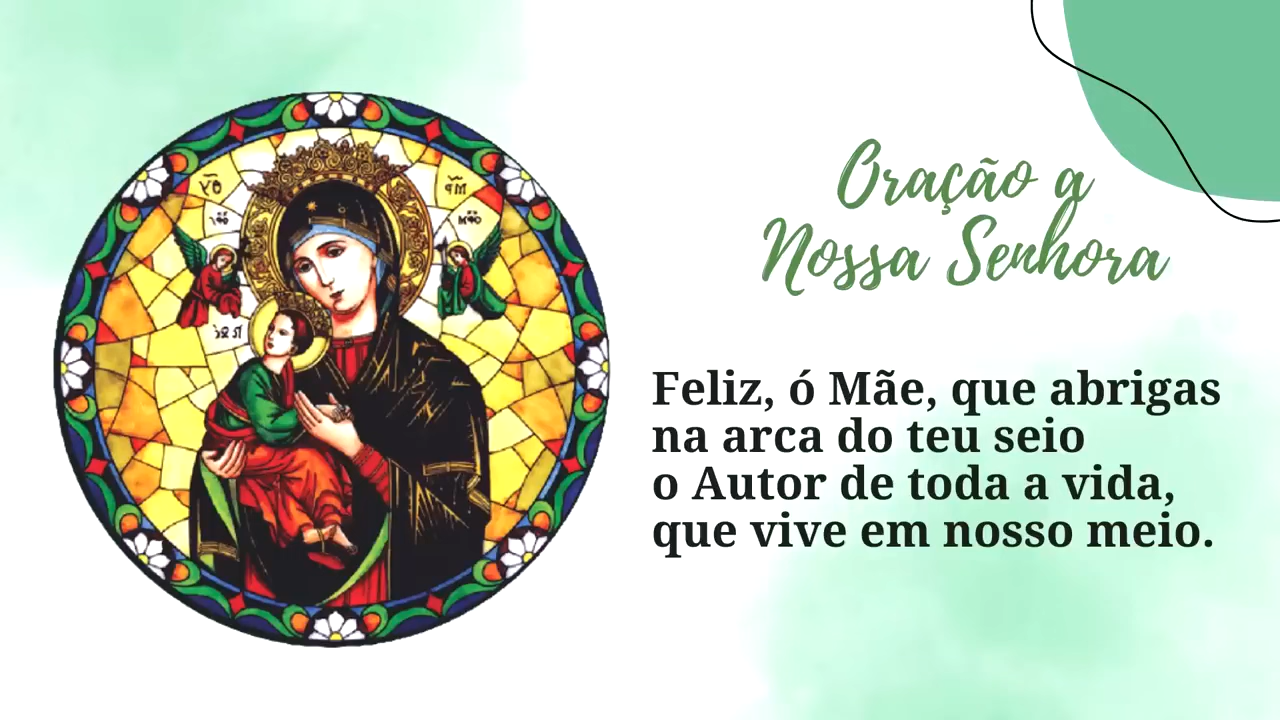 Oração a
Nossa Senhora
Feliz, ó Mãe, que abrigas
na arca do teu seio
o Autor de toda a vida,
que vive em nosso meio.